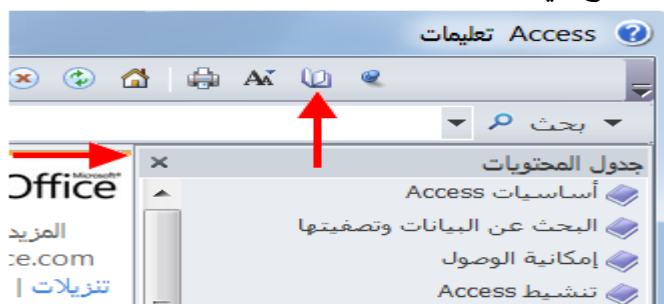 تعليمات Access
بحث
جدول المحتويات
أساسيات Access
البحث عن البيانات وتصفيتها
إمكانية الوصول
تنشيط Access
Microsoft®
Office
المزيد
ce.com
تنزيلات |